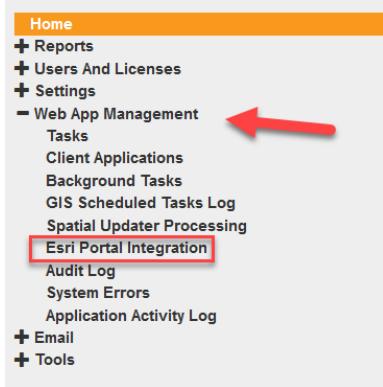 Home
Reports
Users And Licenses
Settings
Web App Management
Tasks
Client Applications
Background Tasks
GIS Scheduled Tasks Log
Spatial Updater Processing
Esri Portal Integration
Audit Log
System Errors
Application Activity Log
Email
Tools